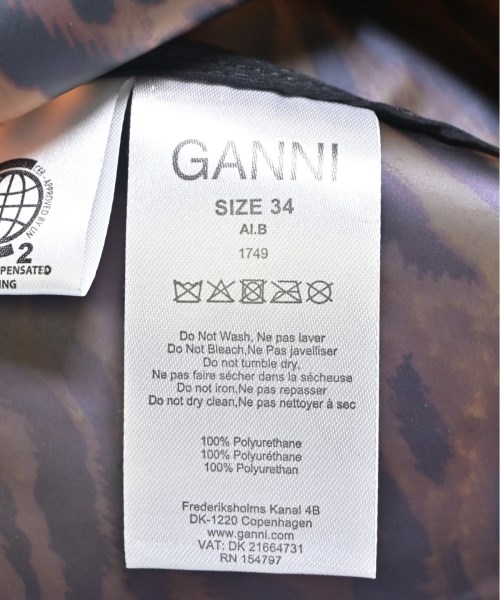 GANNI
SIZE 34
AI.B
1749
Do Not Wash, Ne pas laver
Do Not Bleach,Ne Pas javelliser
Do not tumble dry,
Ne pas faire sécher dans la sécheuse
Do not iron,Ne pas repasser
Do not dry clean,Ne pas nettoyer à sec
100% Polyurethane
100% Polyuréthane
100% Polyurethan
Frederiksholms Kanal 4B
DK-1220 Copenhagen
www.ganni.com
VAT: DK 21664731
RN 154797
APPROVED BY UN
2